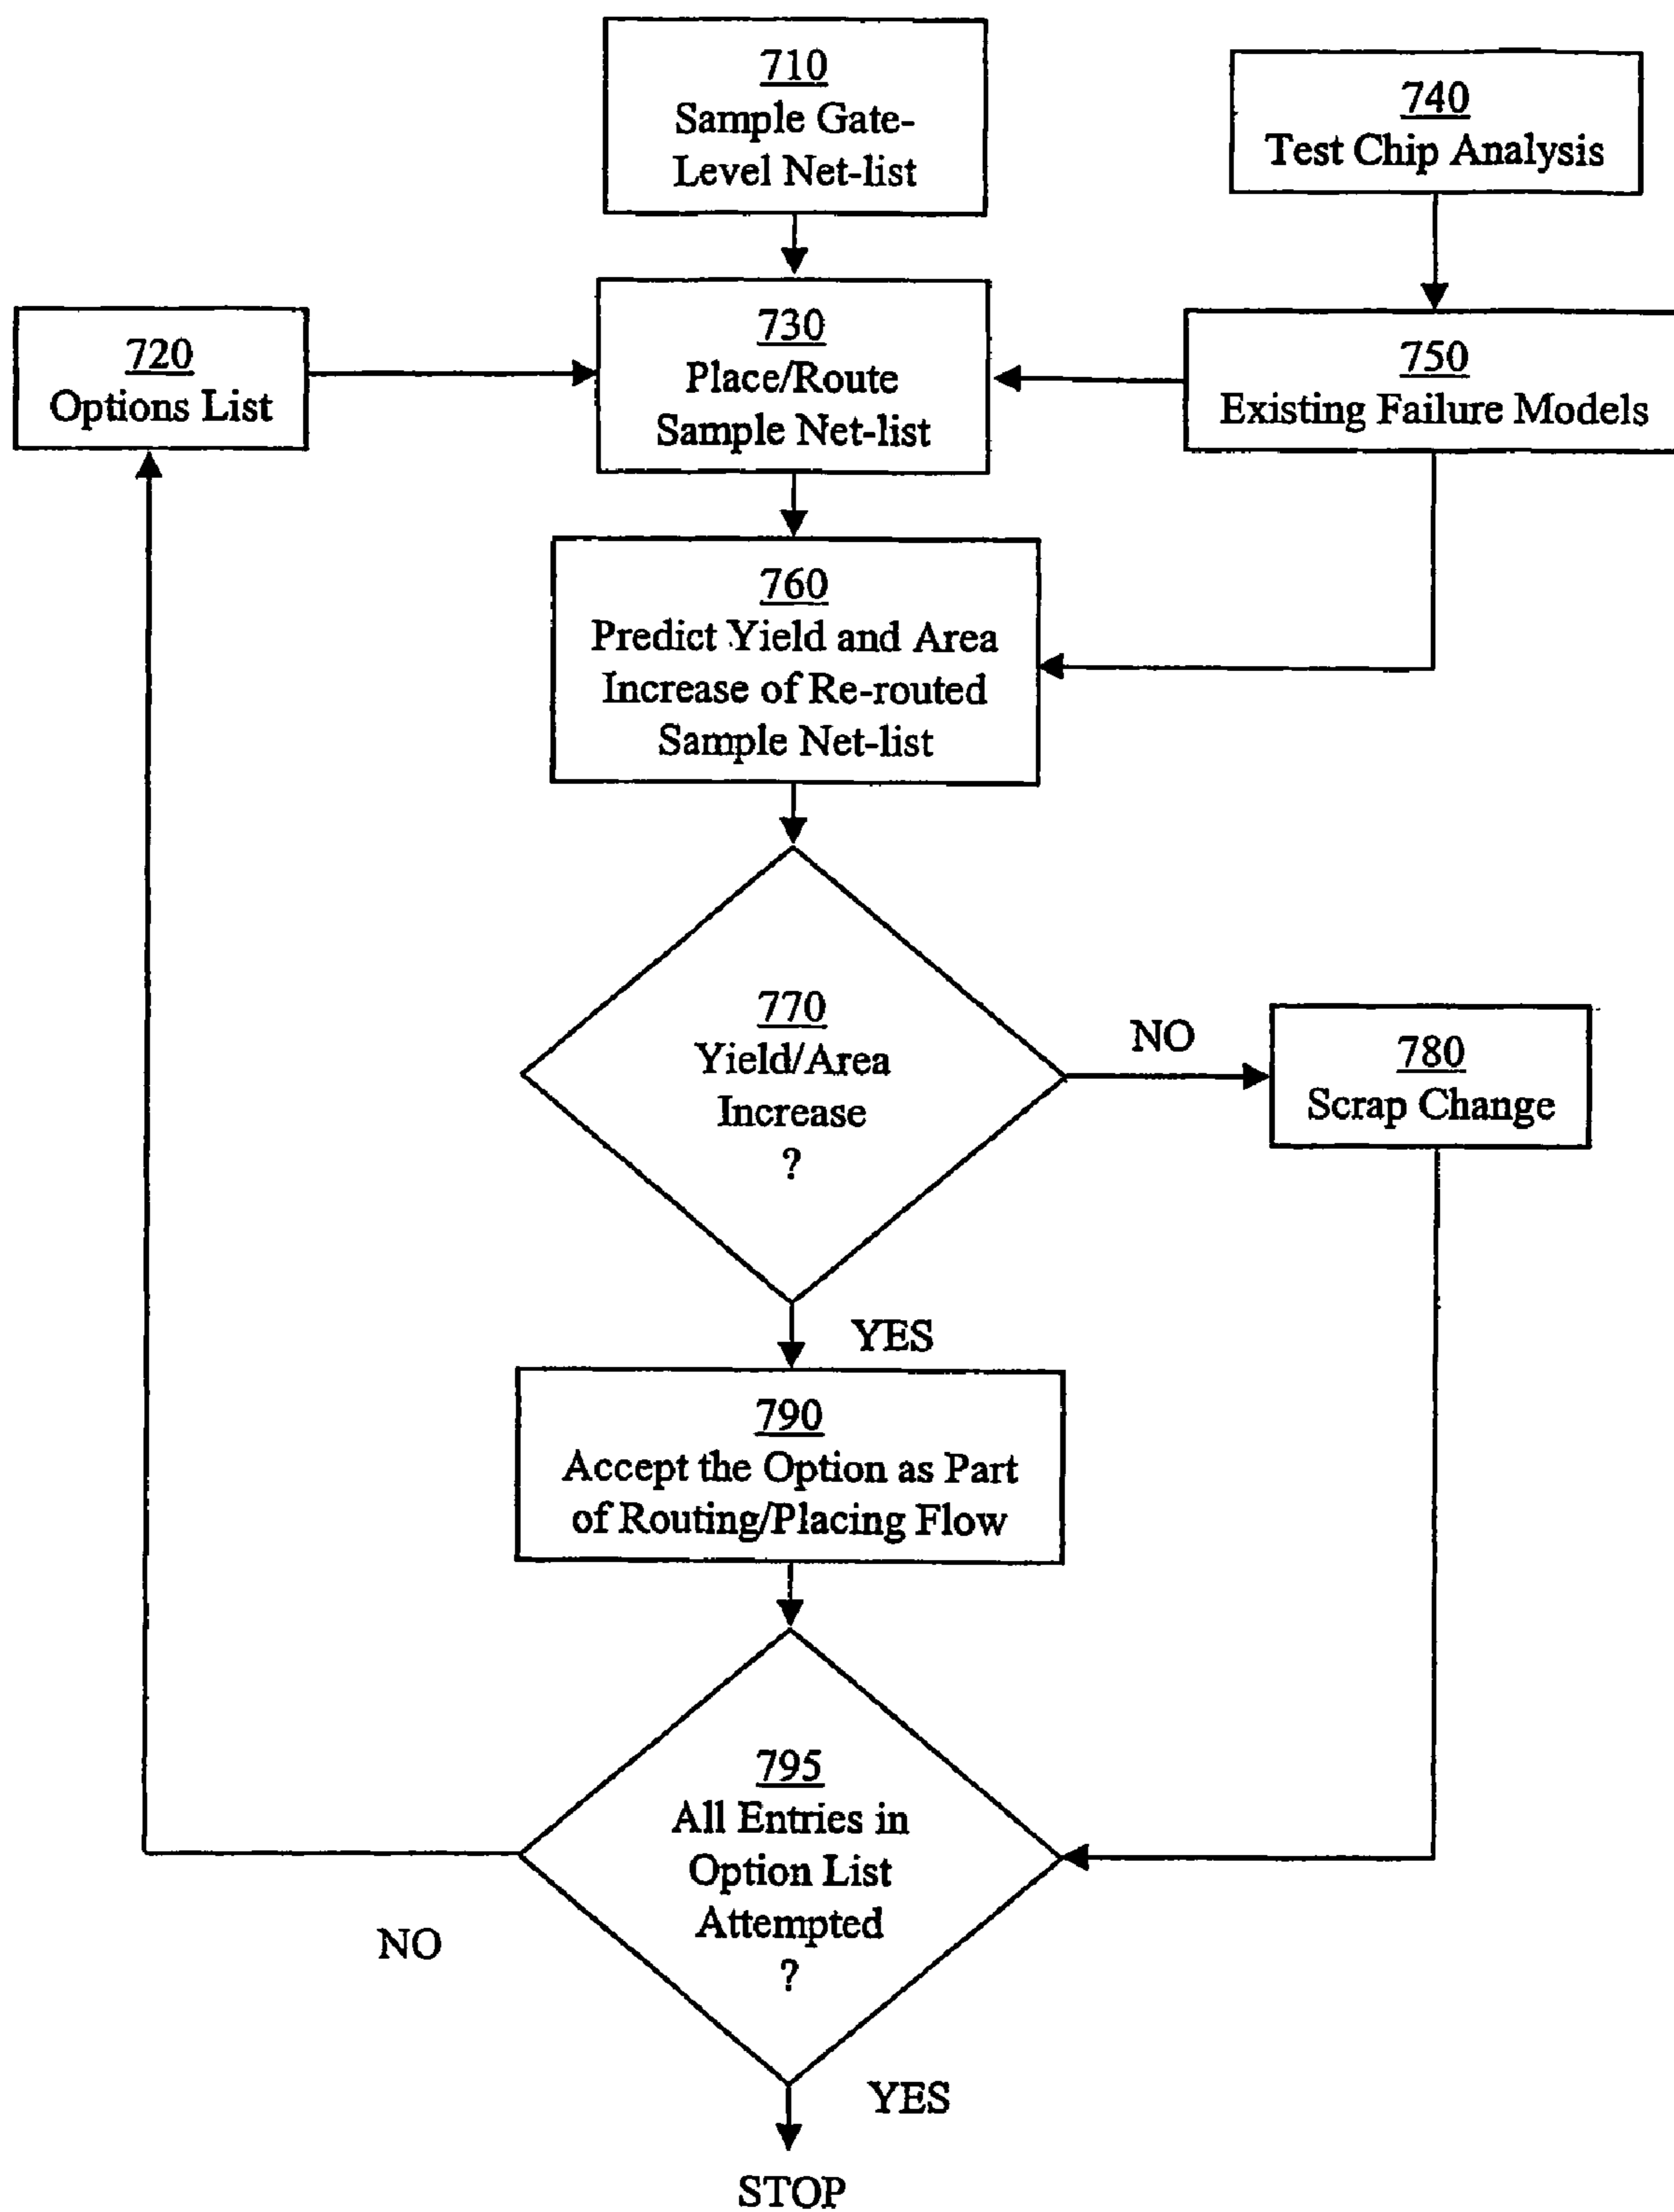 710
Sample Gate-
Level Net-list
740
Test Chip Analysis
720
Options List
730
Place/Route
Sample Net-list
750
Existing Failure Models
760
Predict Yield and Area
Increase of Re-routed
Sample Net-list
770
Yield/Area
Increase
?
NO
780
Scrap Change
YES
790
Accept the Option as Part
of Routing/Placing Flow
795
All Entries in
Option List
Attempted
?
NO
YES
STOP